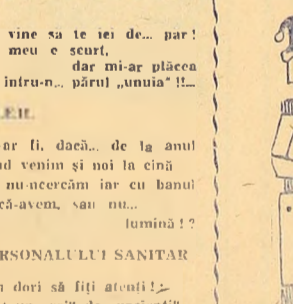 vine să te iei de... par!
meu e scurt,
dar mi-ar plăcea
intru-n... părul „unuia” !!...
ar fi, dacă... de la anul
venim și noi la cină
nu-ncercăm iar cu banul
că-avem, sau nu...
lumină ! ?
RSONALULUI SANITAR
dori să fiți atenți !